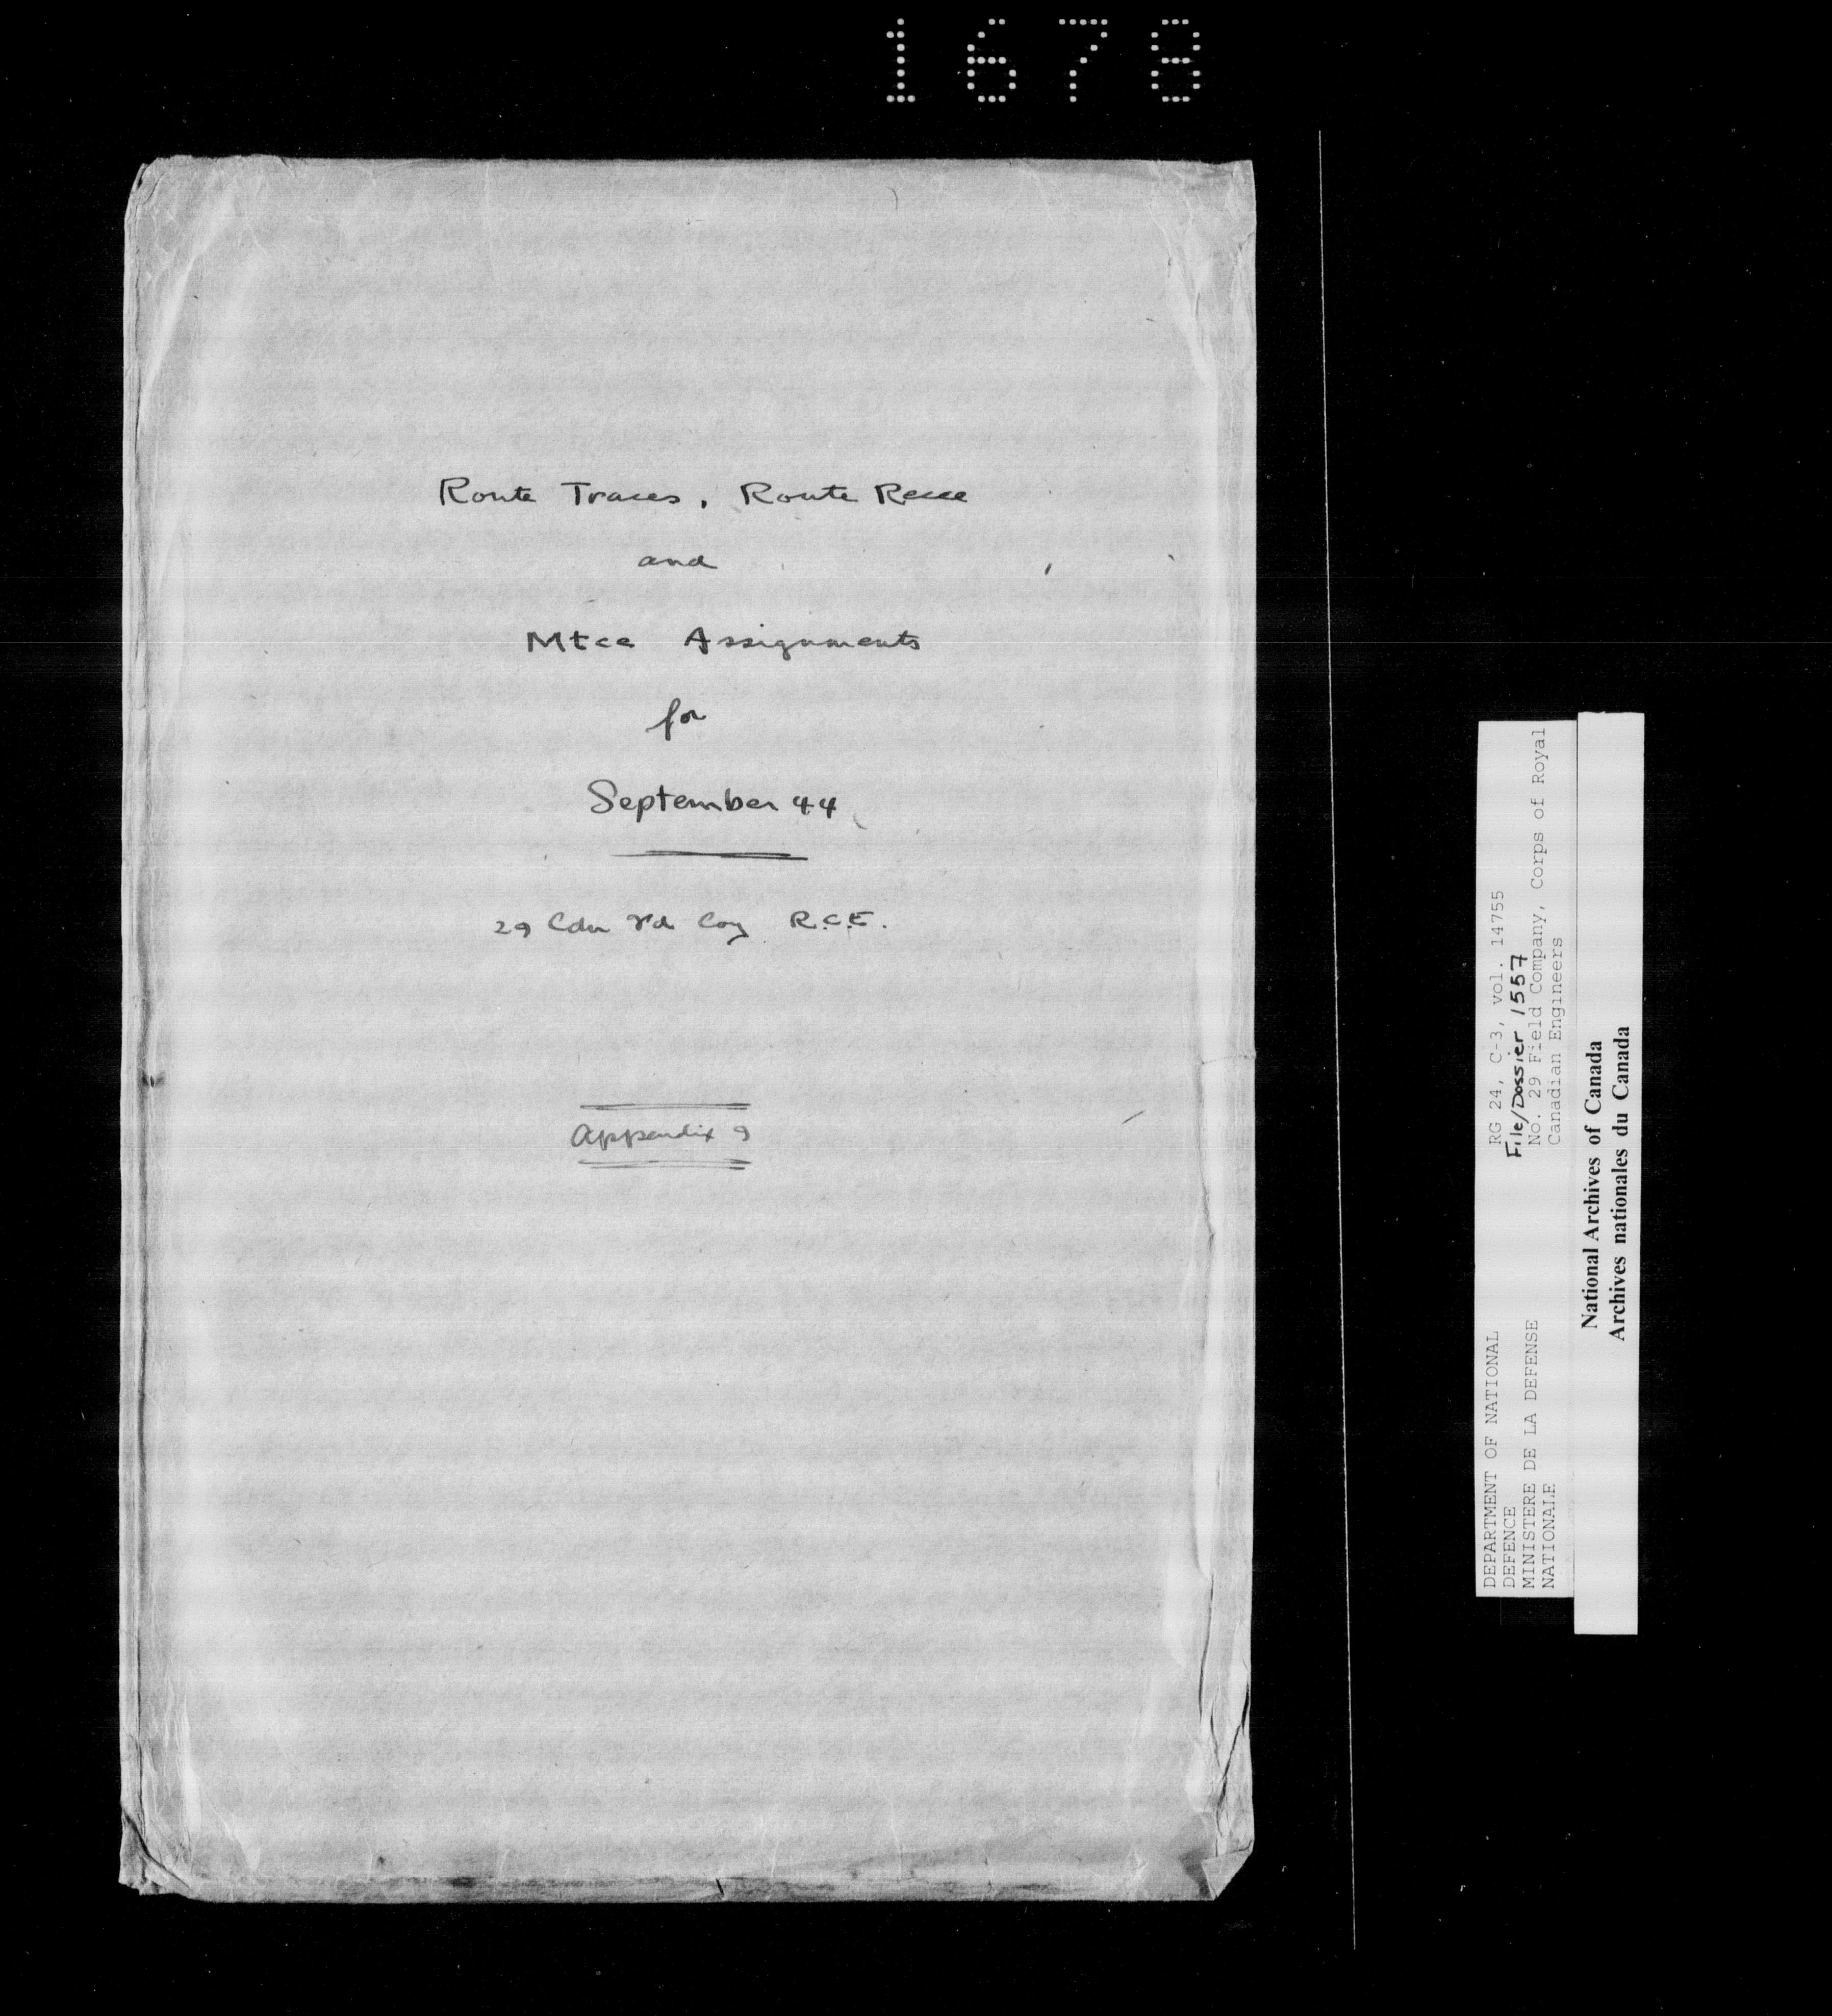 1678
Route Traces, Route Recce
and
Mtce Assignments
for
September 44
29 Cdn Fd Coy R.C.E.
Appendix 9
RG 24, C-3, vol. 14755
File/Dossier 1557
No. 29 Field Company, Corps of Royal
Canadian Engineers
DEPARTMENT OF NATIONAL
DEFENCE
MINISTERE DE LA DEFENSE
NATIONALE
National Archives of Canada
Archives nationales du Canada